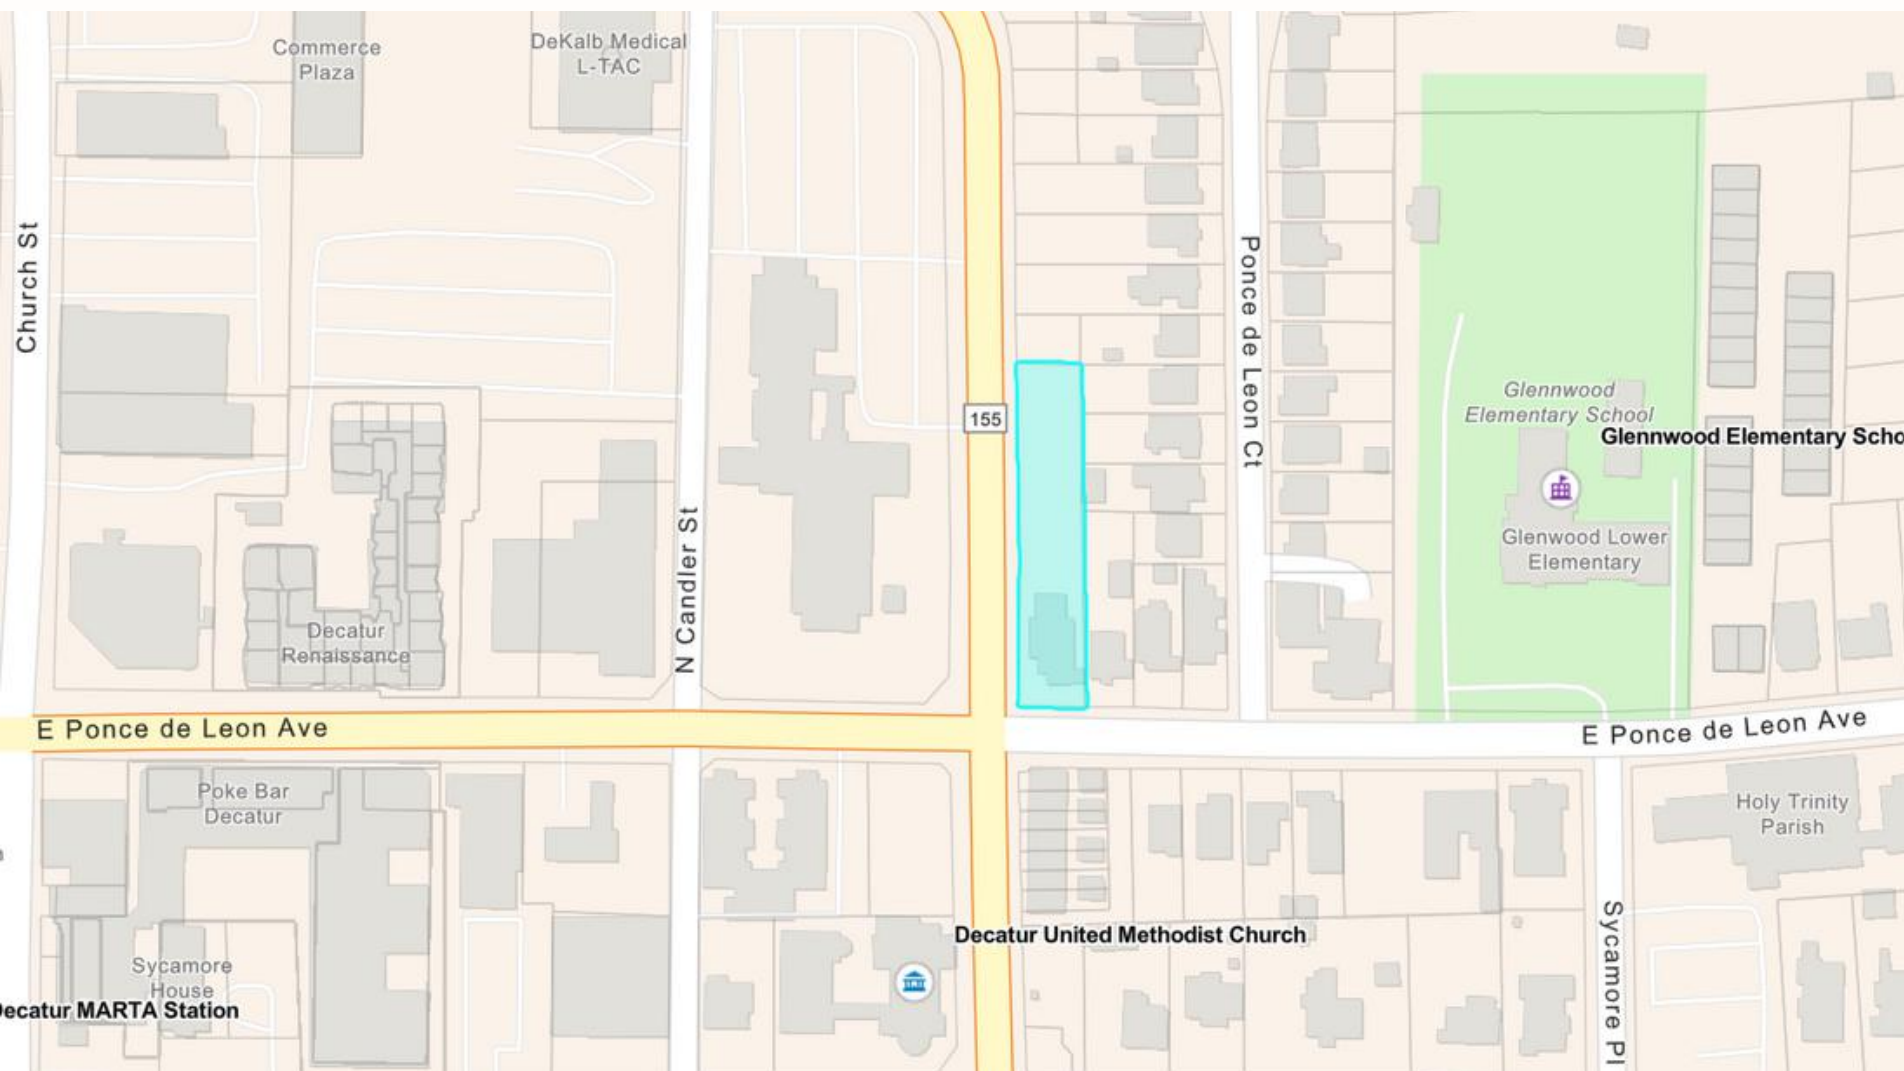 Commerce
Plaza
DeKalb Medical
L-TAC
Church St
Ponce de Leon Ct
155
Glennwood
Elementary School
Glennwood Elementary Scho
N Candler St
Glenwood Lower
Elementary
Decatur
Renaissance
E Ponce de Leon Ave
E Ponce de Leon Ave
Poke Bar
Decatur
Holy Trinity
Parish
Decatur United Methodist Church
Sycamore Pl
Sycamore
House
Decatur MARTA Station